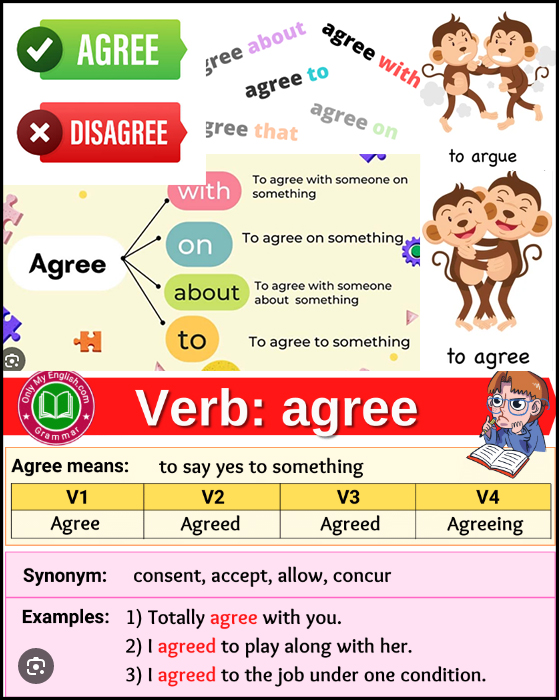 AGREE
DISAGREE
gree about
agree with
agree to
gree that
agree on
to argue
to agree
Agree
with
To agree with someone on
something
on
To agree on something
about
To agree with someone
about something
to
To agree to something
OnlyMyEnglish.com
Grammar
Verb: agree
Agree means: to say yes to something
V1 V2 V3 V4
Agree Agreed Agreed Agreeing
Synonym: consent, accept, allow, concur
Examples: 1) Totally agree with you.
2) I agreed to play along with her.
3) I agreed to the job under one condition.